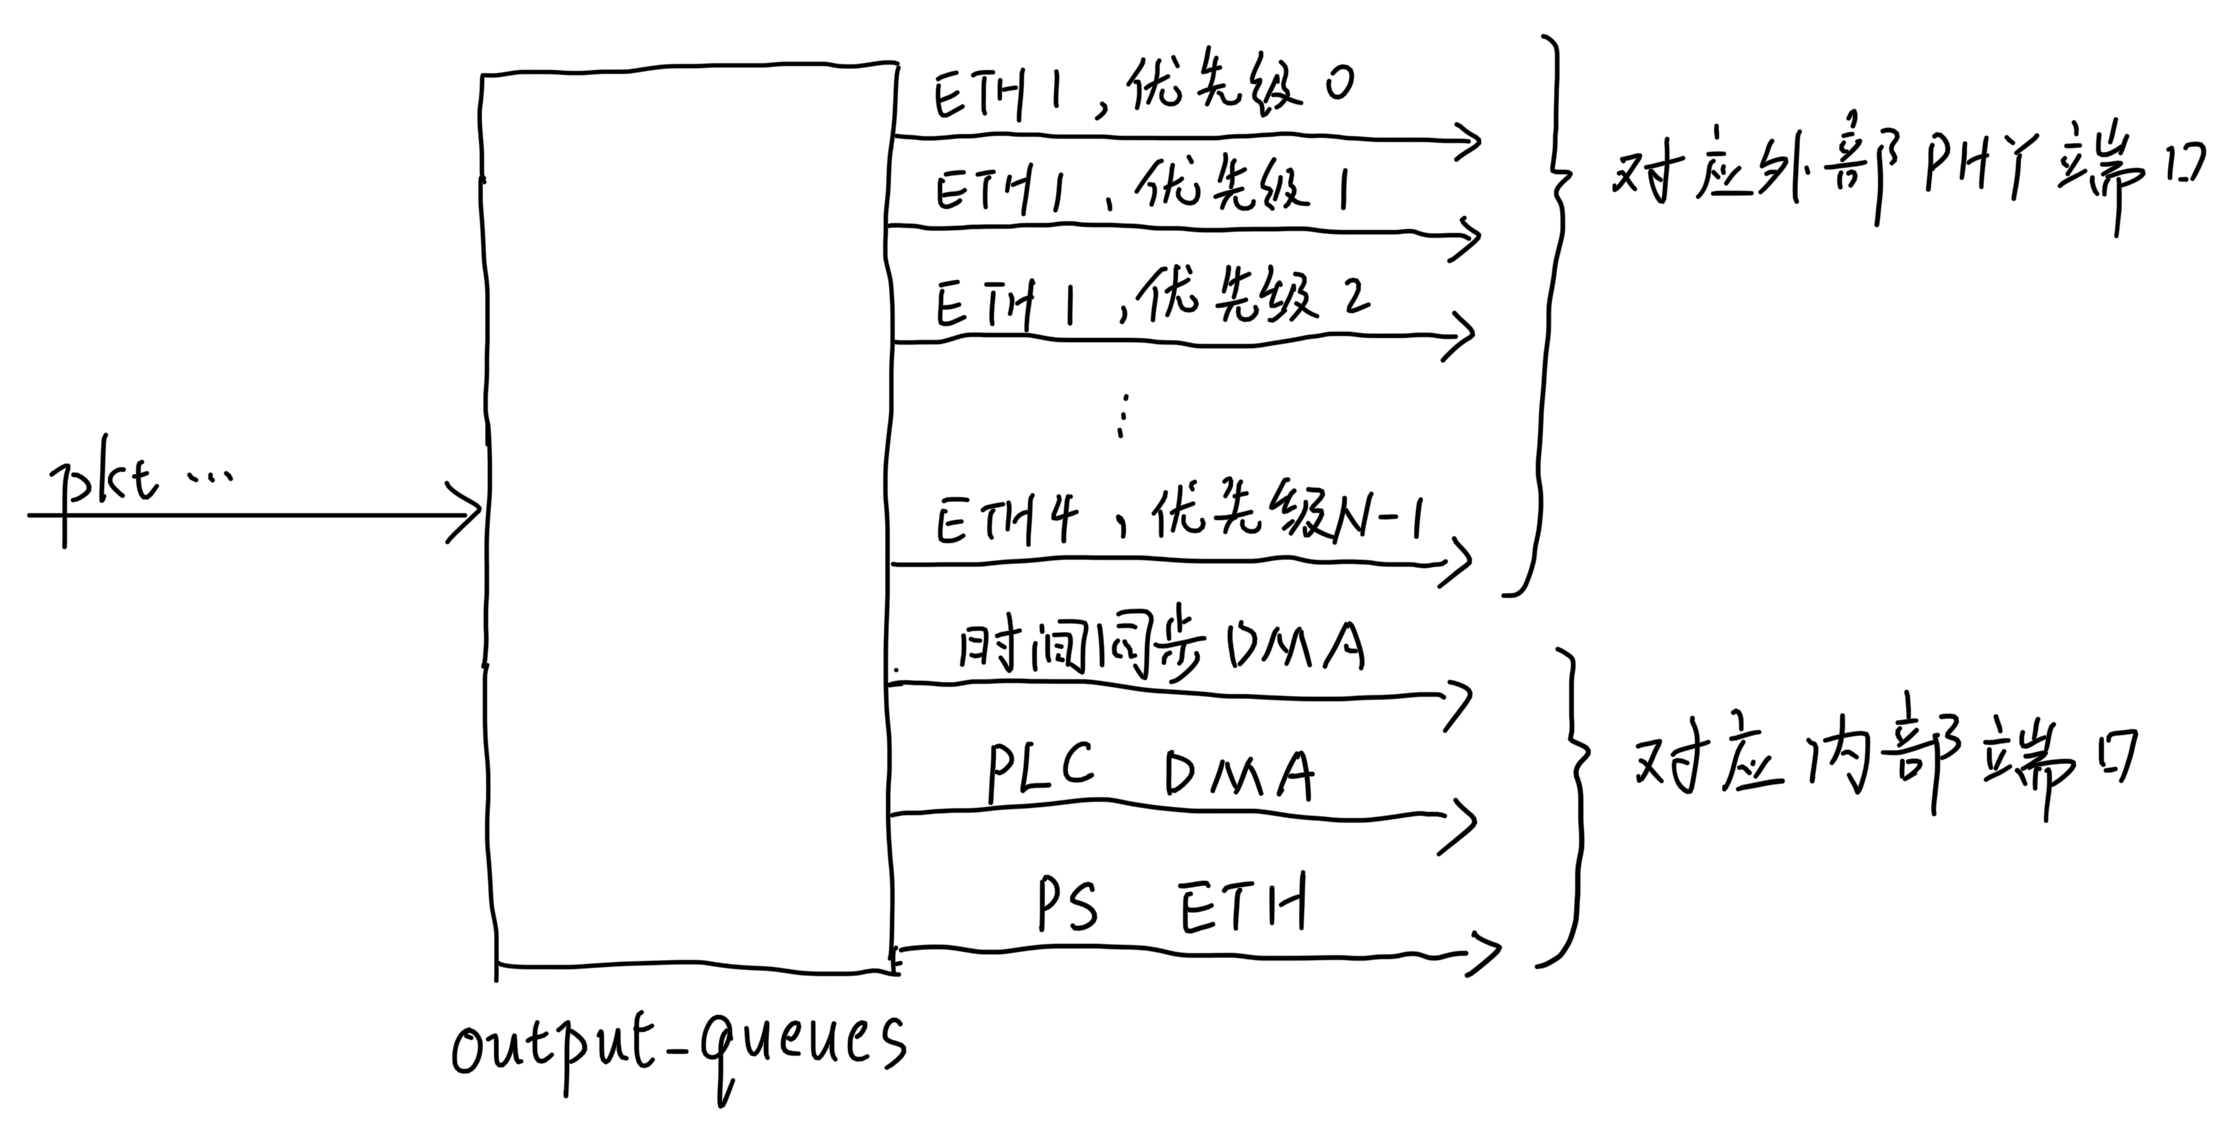 ETH1,优先级0
ETH1,优先级1
ETH1,优先级2
⋮
ETH4,优先级N-1
对应外部PHY端口
pkt ...
时间同步DMA
PLC DMA
PS ETH
对应内部端口
output-queues